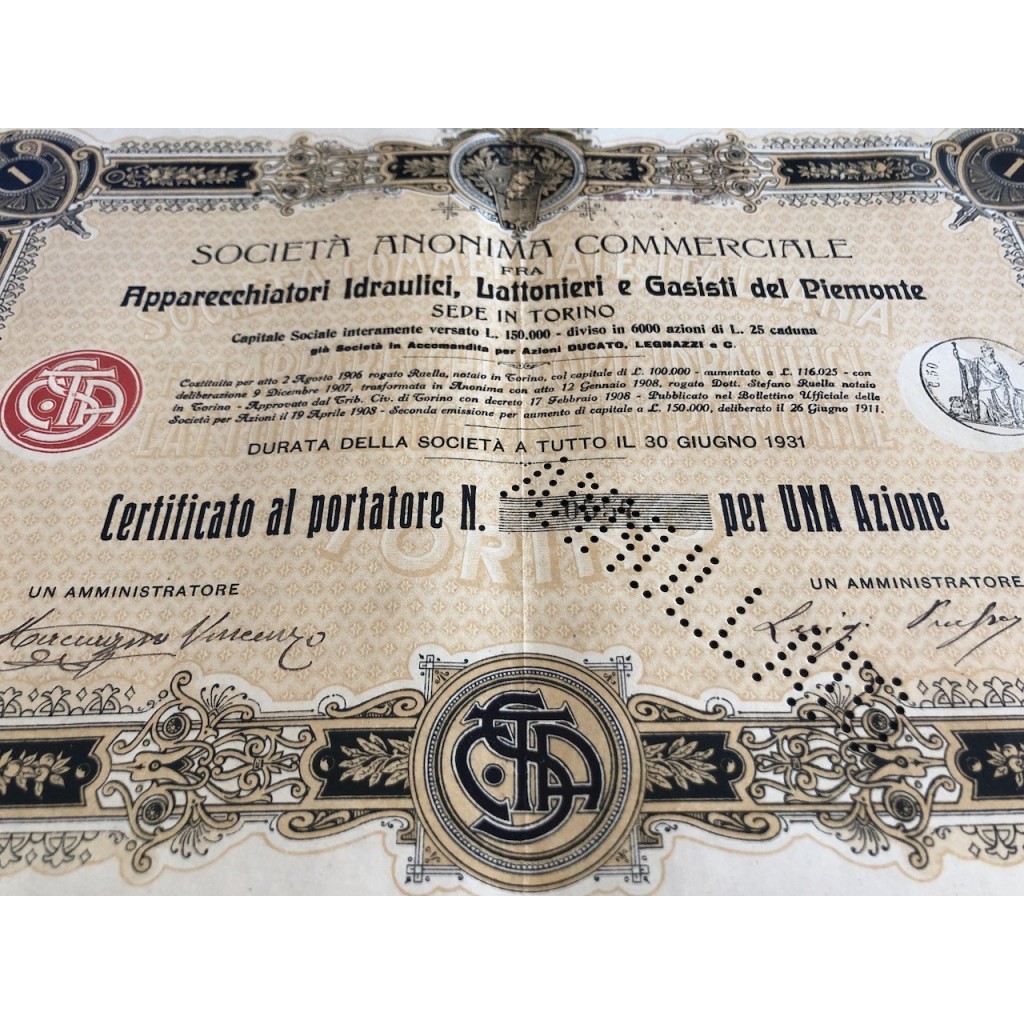 1
1
SOCIETÀ ANONIMA COMMERCIALE
FRA
Apparecchiatori Idraulici, Lattonieri e Gasisti del Piemonte
SEDE IN TORINO
Capitale Sociale interamente versato L. 150.000 - diviso in 6000 azioni di L. 25 caduna
già Società in Accomandita per Azioni DUCATO, LEGNAZZI e C.
Costituita per atto 2 Agosto 1906 rogato Ruella, notaio in Torino, col capitale di L. 100.000 - aumentato a L. 116.025 - con
deliberazione 9 Dicembre 1907, trasformata in Anonima con atto 12 Gennaio 1908, rogato Dott. Stefano Ruella notaio
in Torino - Approvata dal Trib. Civ. di Torino con decreto 17 Febbraio 1908 - Pubblicato nel Bollettino Ufficiale delle
Società per Azioni il 19 Aprile 1908 - Seconda emissione per aumento di capitale a L. 150.000, deliberato il 26 Giugno 1911.
DURATA DELLA SOCIETÀ A TUTTO IL 30 GIUGNO 1931
Certificato al portatore N. per UNA Azione
TORINO
UN AMMINISTRATORE
UN AMMINISTRATORE
Vincenzo
Luigi